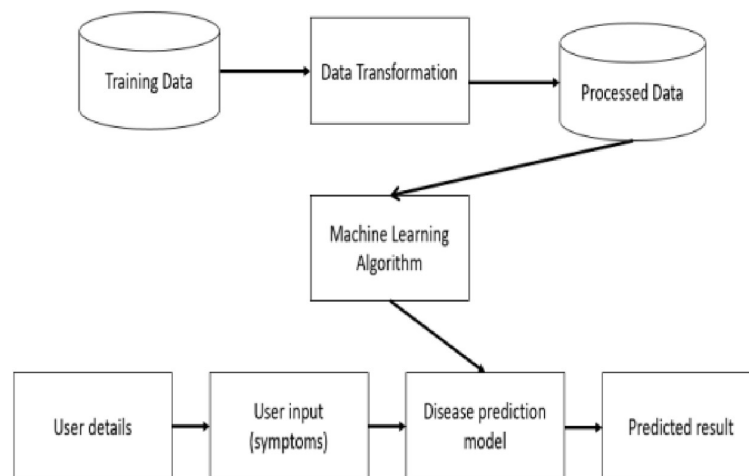 Training Data
Data Transformation
Processed Data
Machine Learning
Algorithm
User details
User input
(symptoms)
Disease prediction
model
Predicted result